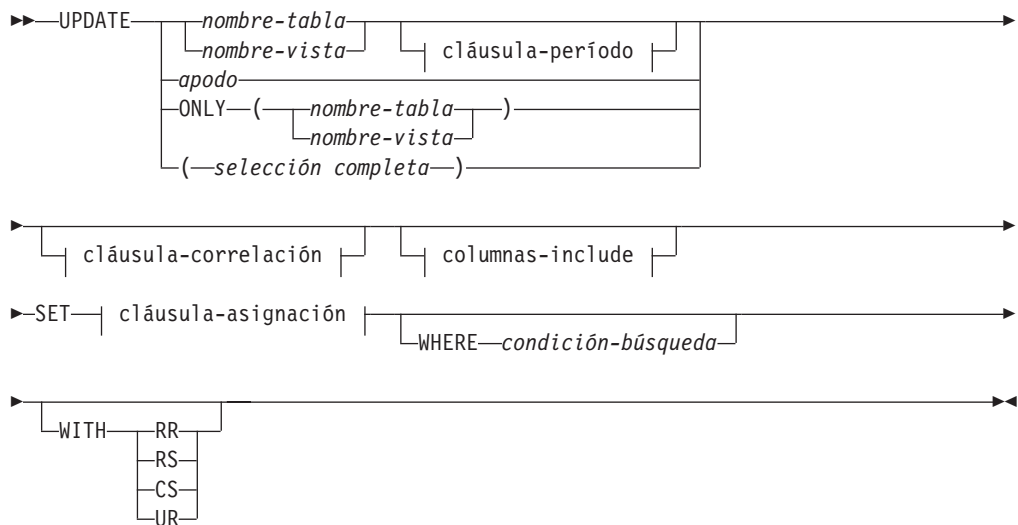 UPDATE nombre-tabla
nombre-vista cláusula-período
apodo
ONLY ( nombre-tabla )
nombre-vista
( selección completa )
cláusula-correlación columnas-include
SET cláusula-asignación
WHERE condición-búsqueda
WITH RR
RS
CS
UR